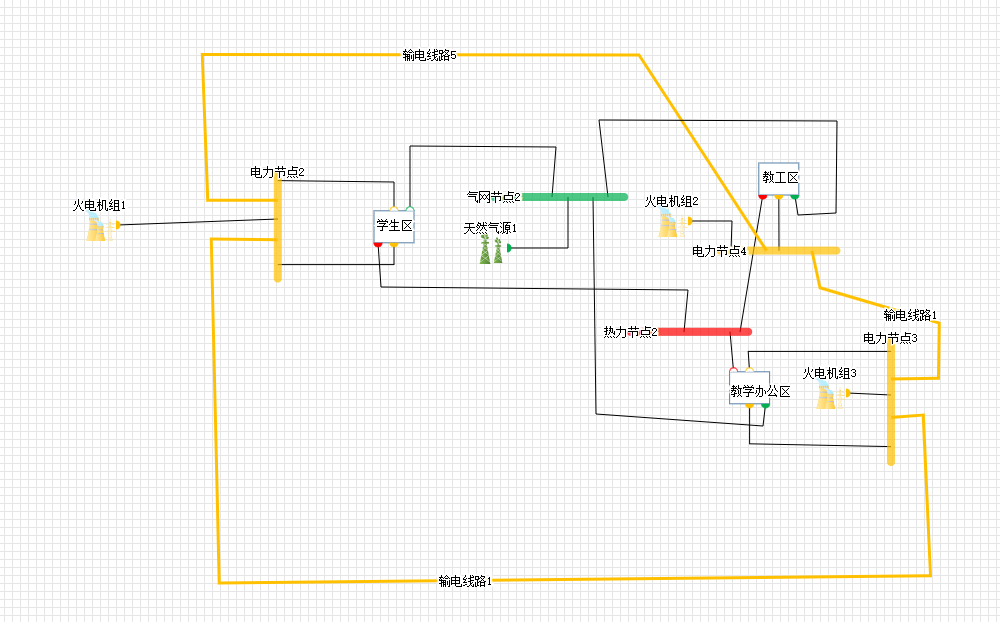 输电线路5
电力节点2
火电机组1
学生区
气网节点2
天然气源1
教工区
火电机组2
电力节点4
输电线路1
热力节点2
电力节点3
火电机组3
教学办公区
输电线路1